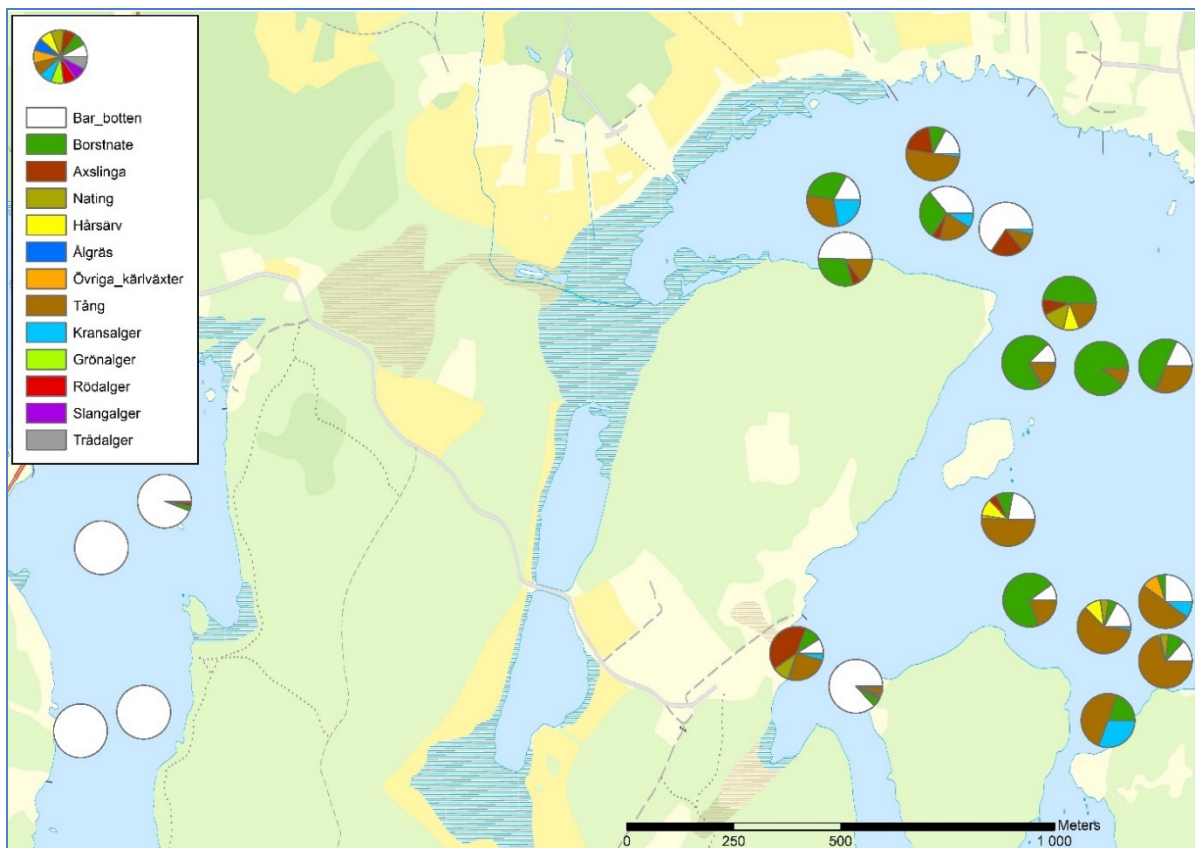 Bar_botten
Borstnate
Axslinga
Nating
Hårsärv
Ålgräs
Övriga_kärlväxter
Tång
Kransalger
Grönalger
Rödalger
Slangalger
Trådalger
Meters
0 250 500 1 000